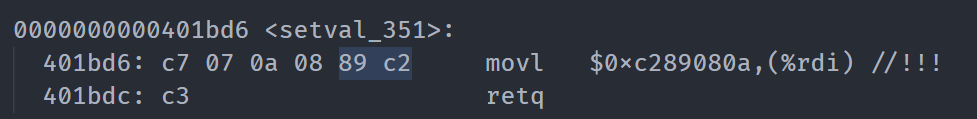 0000000000401bd6 <setval_351>:
401bd6: c7 07 0a 08 89 c2 movl $0×c289080a,(%rdi) //!!!
401bdc: c3 retq